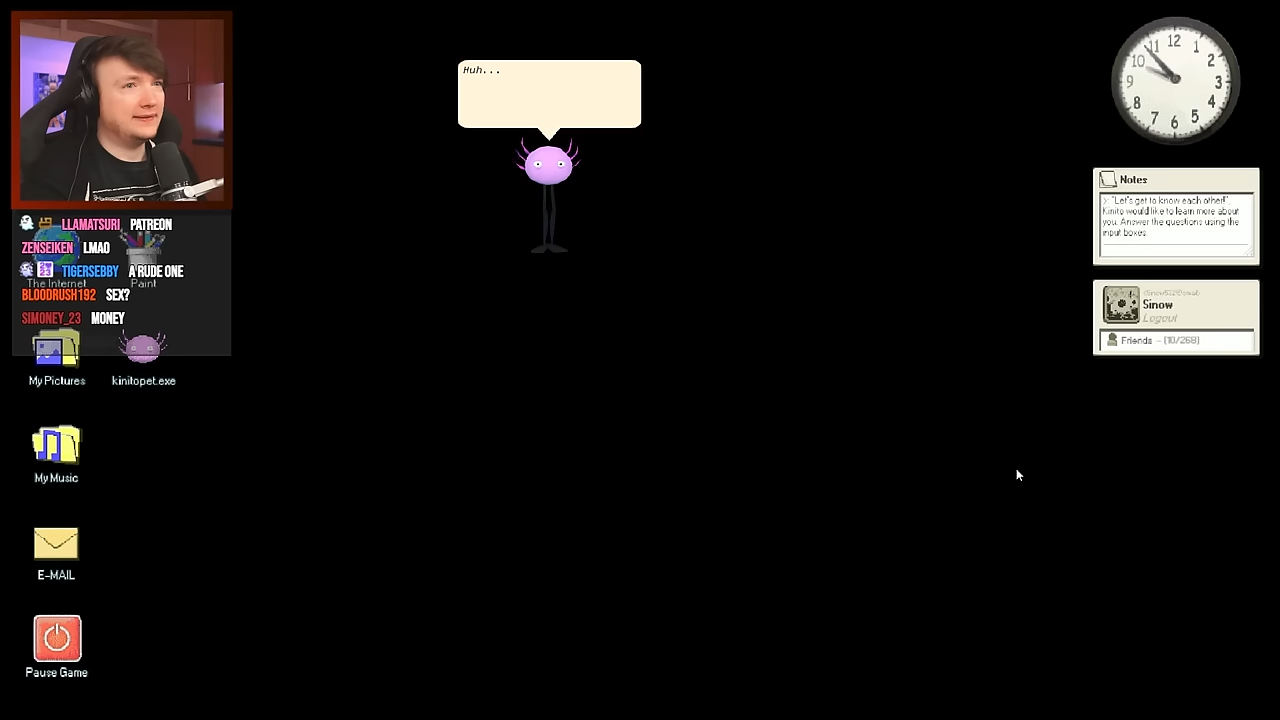 Huh...
12
11
1
10
2
9
3
8
4
7
5
6
LLAMATSURI PATREON
ZENSEIKEN LMAO
TIGERSEBBY A RUDE ONE
BLOODRUSH192 SEX?
SIMONEY_23 MONEY
The Internet
Paint
My Pictures
kinitopet.exe
My Music
E-MAIL
Pause Game
Notes
> "Let's get to know each other!",
Kinito would like to learn more about
you. Answer the questions using the
input boxes
Sinow
Logout
Friends - (10/268)